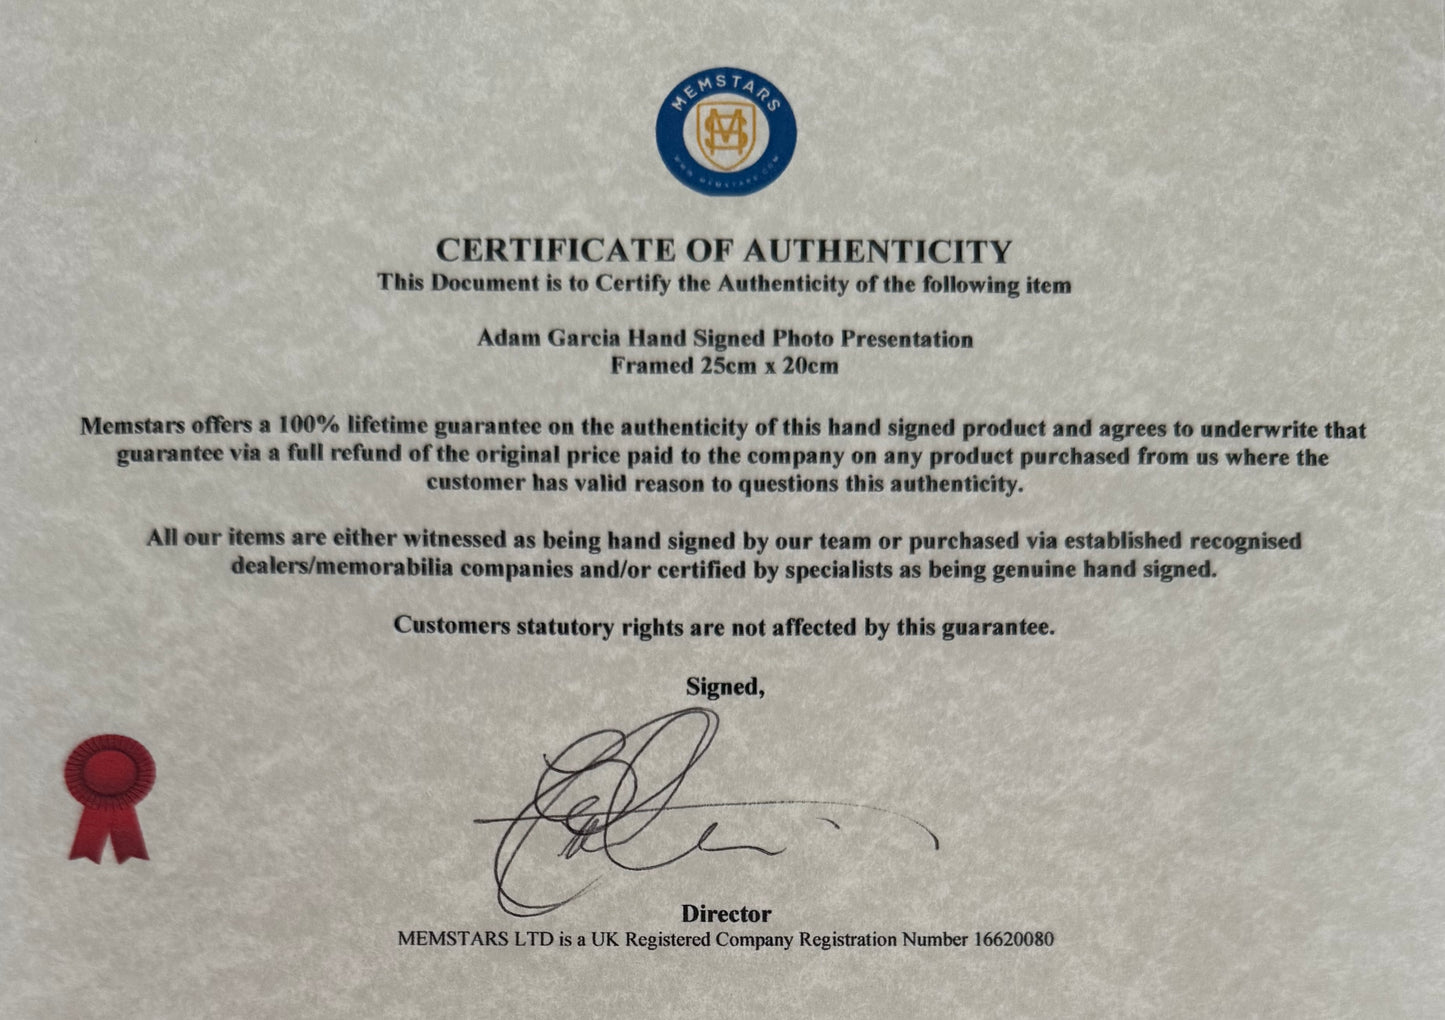 MEMSTARS
MS
WWW.MEMSTARS.COM
CERTIFICATE OF AUTHENTICITY
This Document is to Certify the Authenticity of the following item
Adam Garcia Hand Signed Photo Presentation
Framed 25cm x 20cm
Memstars offers a 100% lifetime guarantee on the authenticity of this hand signed product and agrees to underwrite that
guarantee via a full refund of the original price paid to the company on any product purchased from us where the
customer has valid reason to questions this authenticity.
All our items are either witnessed as being hand signed by our team or purchased via established recognised
dealers/memorabilia companies and/or certified by specialists as being genuine hand signed.
Customers statutory rights are not affected by this guarantee.
Signed,
Director
MEMSTARS LTD is a UK Registered Company Registration Number 16620080